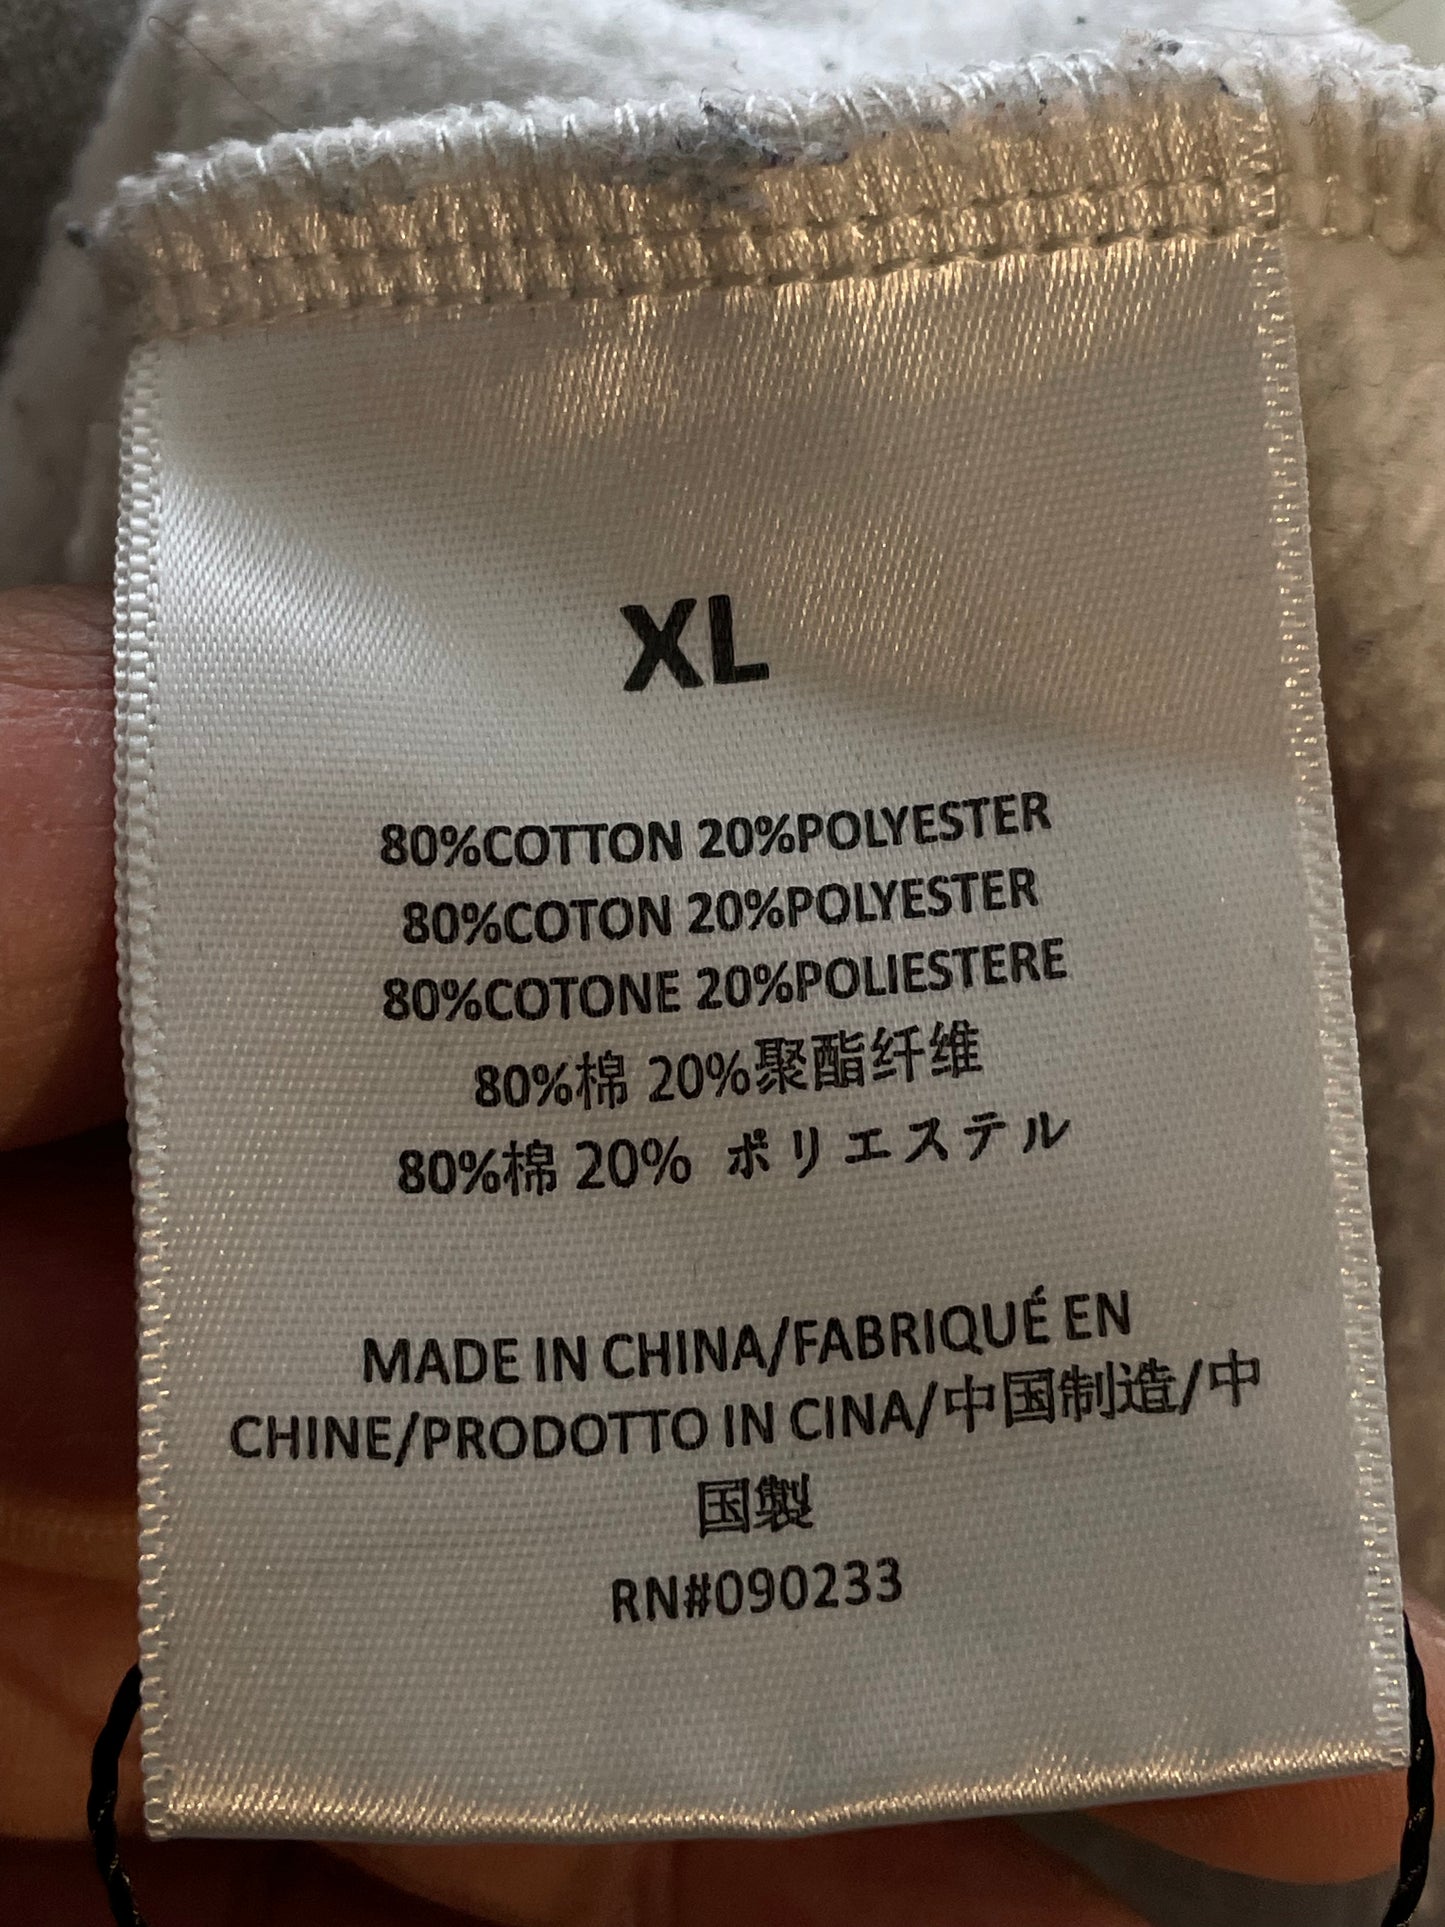 XL
80%COTTON 20%POLYESTER
80%COTON 20%POLYESTER
80%COTONE 20%POLIESTERE
80%棉 20%聚酯纤维
80%棉 20% ポリエステル
MADE IN CHINA/FABRIQUÉ EN
CHINE/PRODOTTO IN CINA/中国制造/中
国製
RN#090233